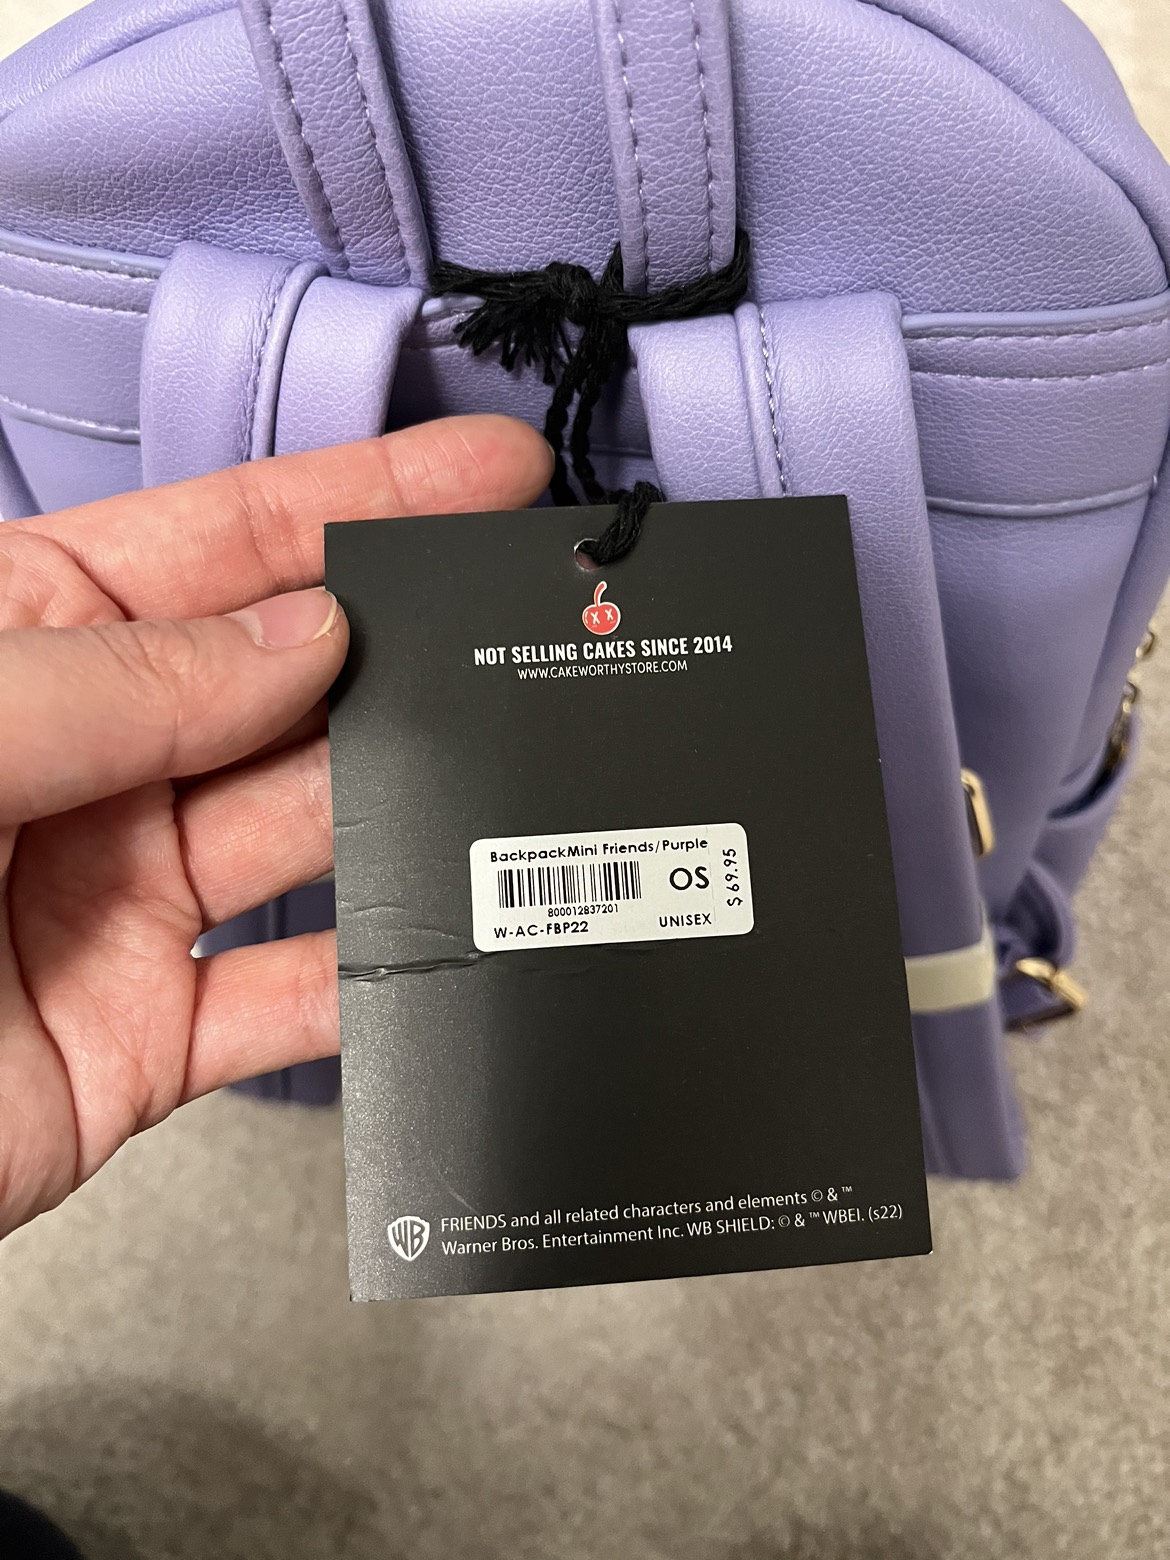 NOT SELLING CAKES SINCE 2014
WWW.CAKEWORTHYSTORE.COM
BackpackMini Friends/Purple
OS
$69.95
800012837201
W-AC-FBP22
UNISEX
WB
FRIENDS and all related characters and elements © & ™
Warner Bros. Entertainment Inc. WB SHIELD: © & ™ WBEI. (s22)